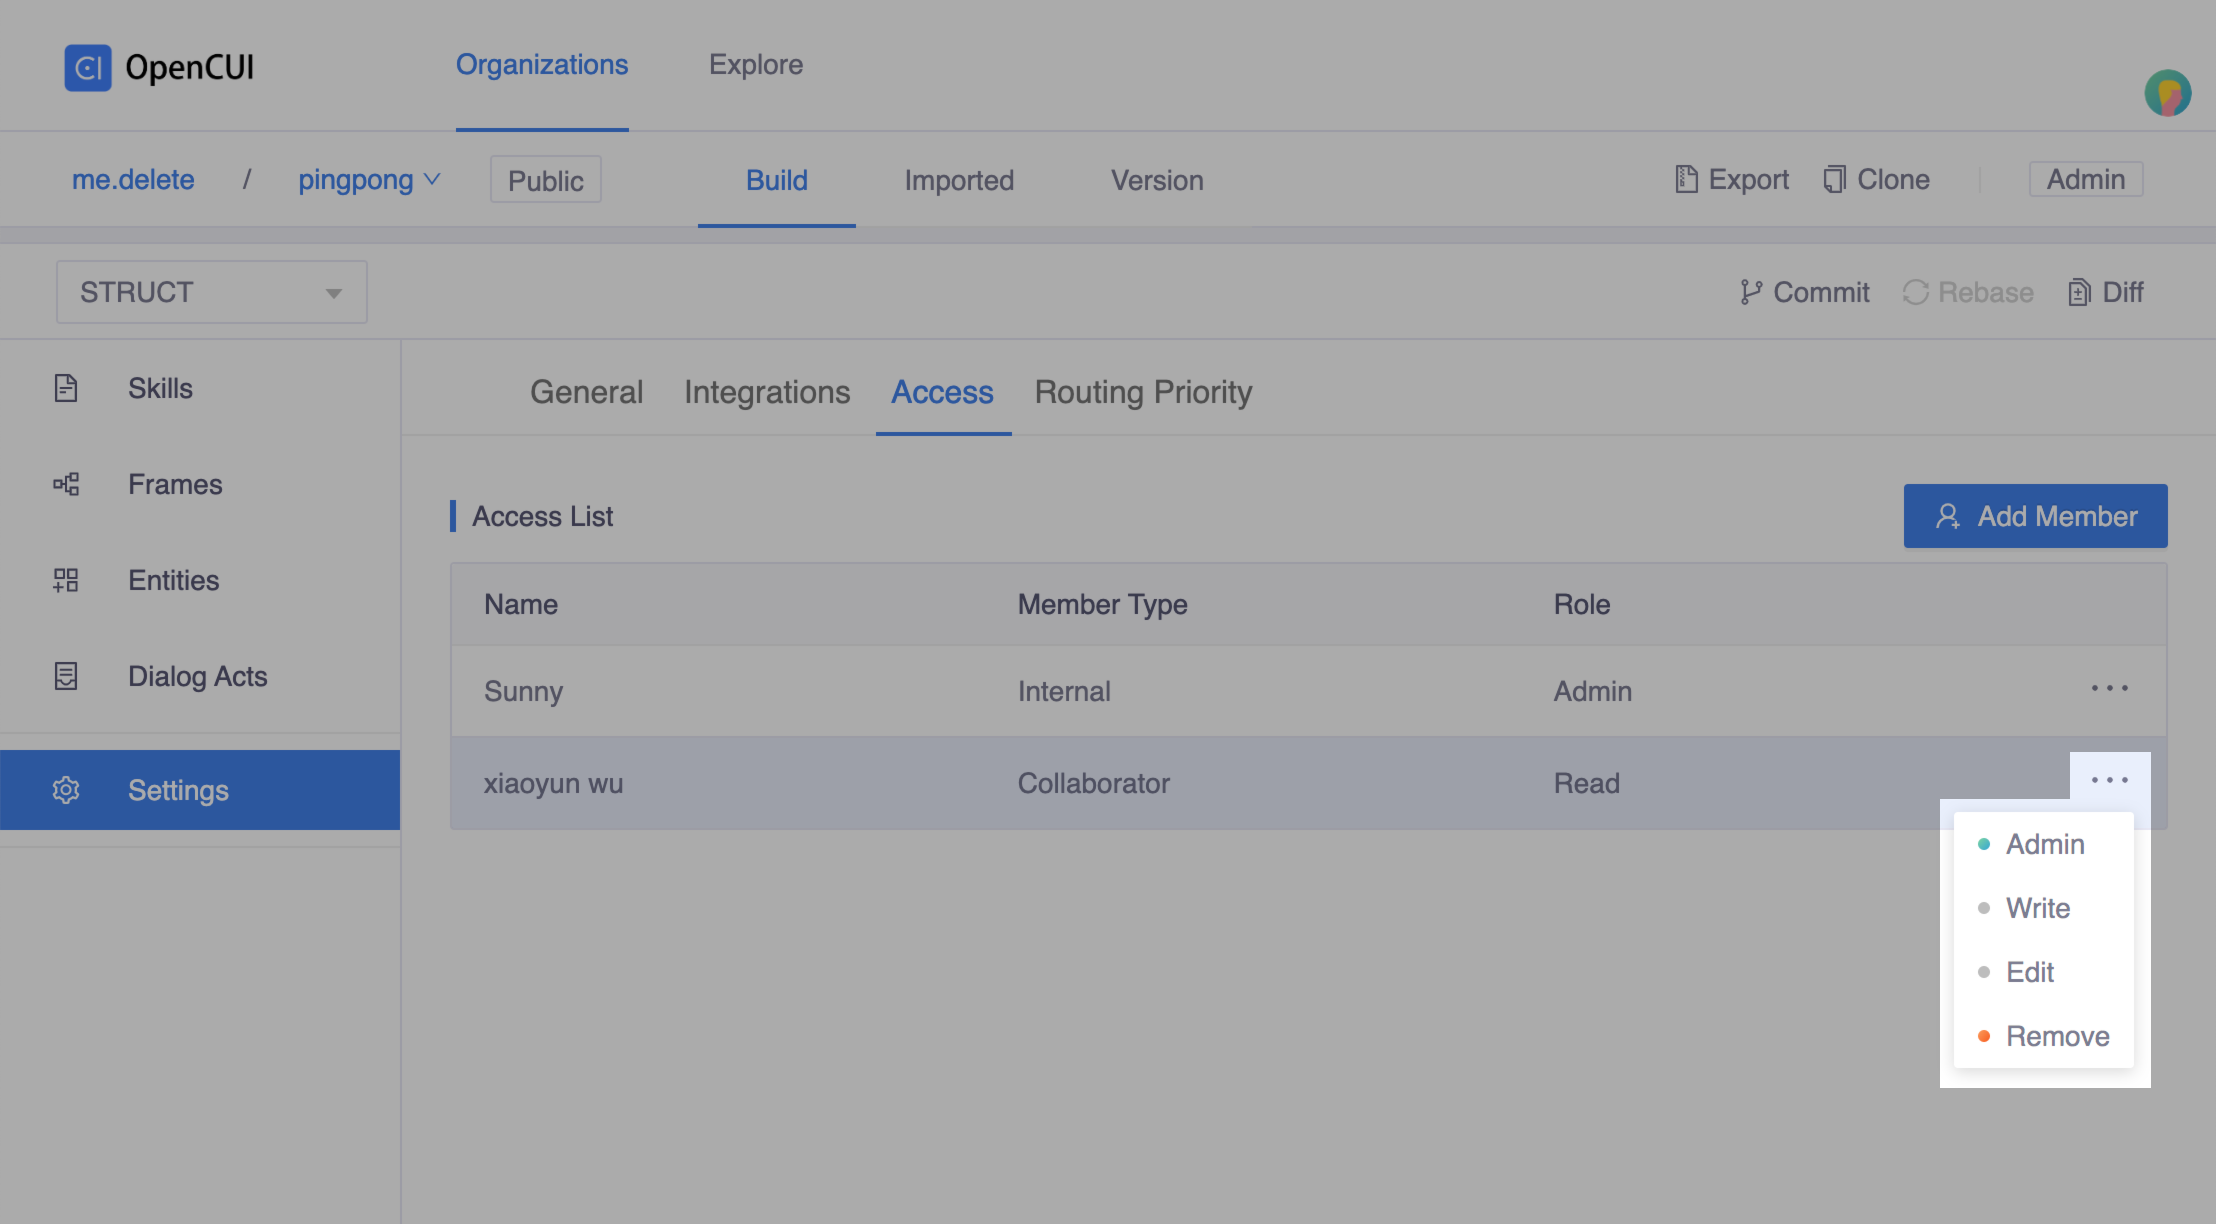 OpenCUI
Organizations Explore
me.delete / pingpong Public Build Imported Version Export Clone Admin
STRUCT Commit Rebase Diff
Skills
Frames
Entities
Dialog Acts
Settings
General Integrations Access Routing Priority
Access List Add Member
Name Member Type Role
Sunny Internal Admin ...
xiaoyun wu Collaborator Read ...
Admin
Write
Edit
Remove